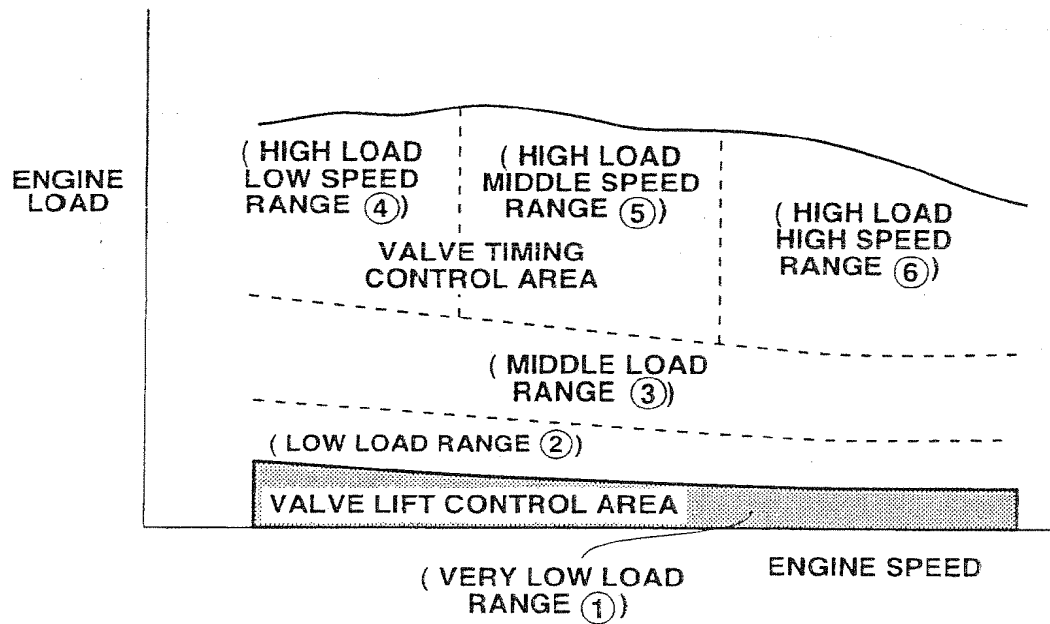 ENGINE
LOAD
( HIGH LOAD
LOW SPEED
RANGE ④)
( HIGH LOAD
MIDDLE SPEED
RANGE ⑤)
( HIGH LOAD
HIGH SPEED
RANGE ⑥)
VALVE TIMING
CONTROL AREA
( MIDDLE LOAD
RANGE ③)
( LOW LOAD RANGE ②)
VALVE LIFT CONTROL AREA
( VERY LOW LOAD
RANGE ①)
ENGINE SPEED